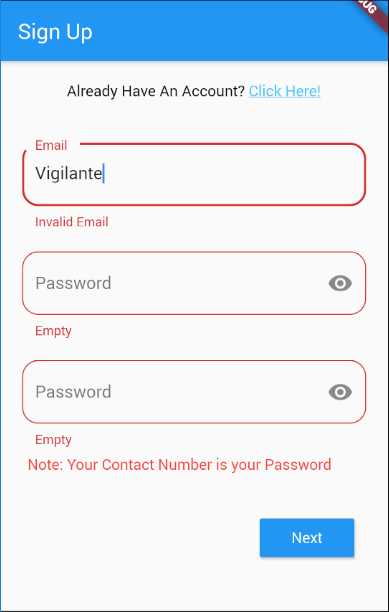 Sign Up
Already Have An Account? Click Here!
Email
Vigilante
Invalid Email
Password
Empty
Password
Empty
Note: Your Contact Number is your Password
Next